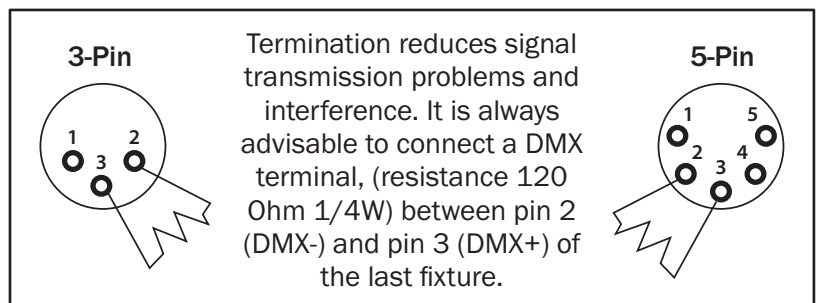 3-Pin
1 2
3
Termination reduces signal
transmission problems and
interference. It is always
advisable to connect a DMX
terminal, (resistance 120
Ohm 1/4W) between pin 2
(DMX-) and pin 3 (DMX+) of
the last fixture.
5-Pin
1 5
2 4
3